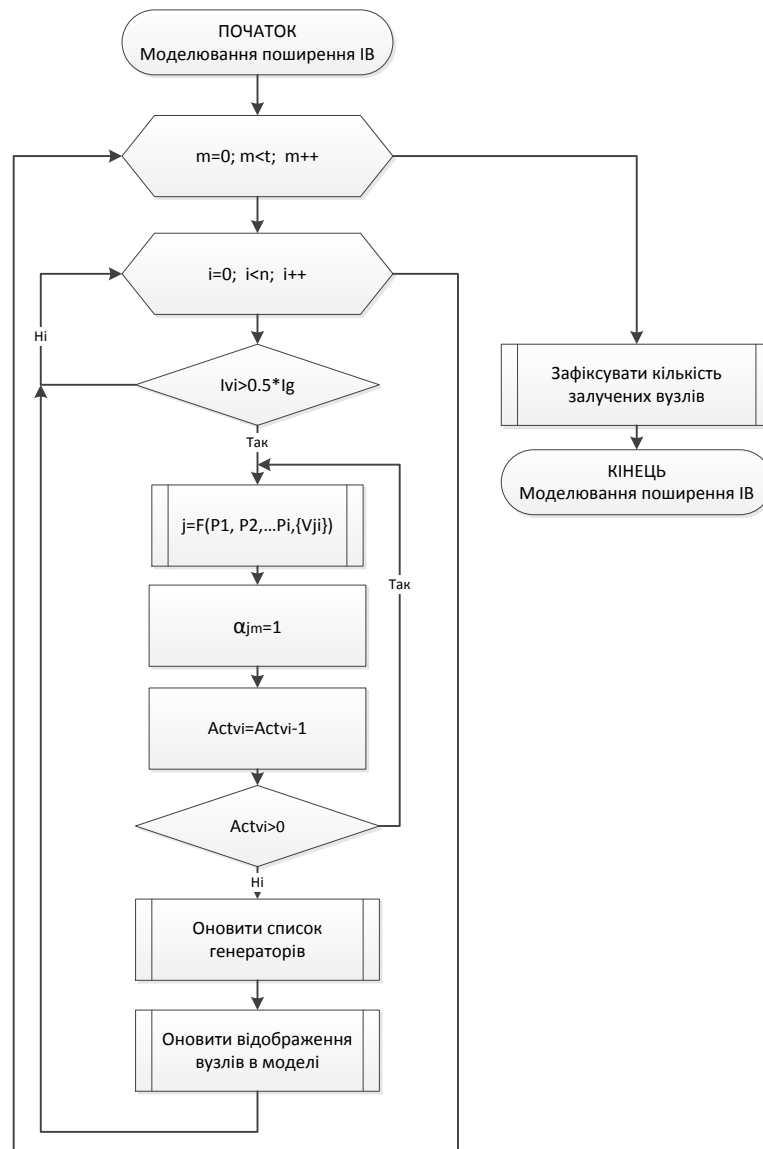 ПОЧАТОК
Моделювання поширення ІВ
m=0; m<t; m++
i=0; i<n; i++
Ні
Ivi>0.5*Ig
Так
j=F(P1, P2,...Pi,{Vji})
αjm=1
Actvi=Actvi-1
Actvi>0
Так
Ні
Оновити список
генераторів
Оновити відображення
вузлів в моделі
Зафіксувати кількість
залучених вузлів
КІНЕЦЬ
Моделювання поширення ІВ